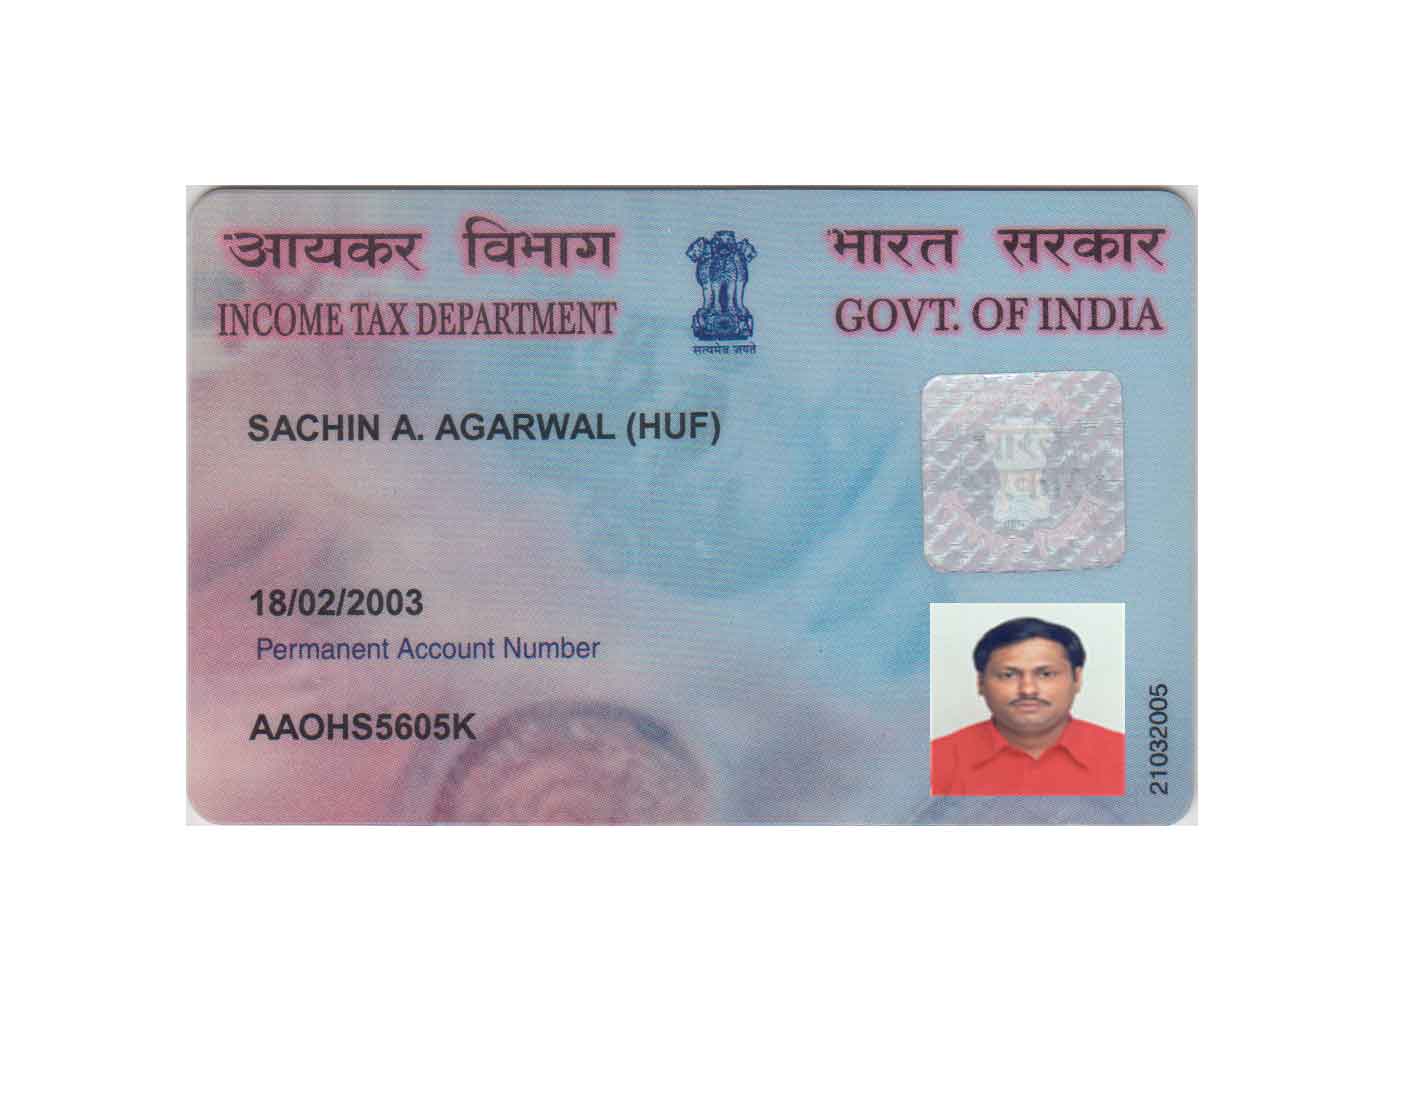 आयकर विभाग
INCOME TAX DEPARTMENT
सत्यमेव जयते
भारत सरकार
GOVT. OF INDIA
SACHIN A. AGARWAL (HUF)
18/02/2003
Permanent Account Number
AAOHS5605K
21032005